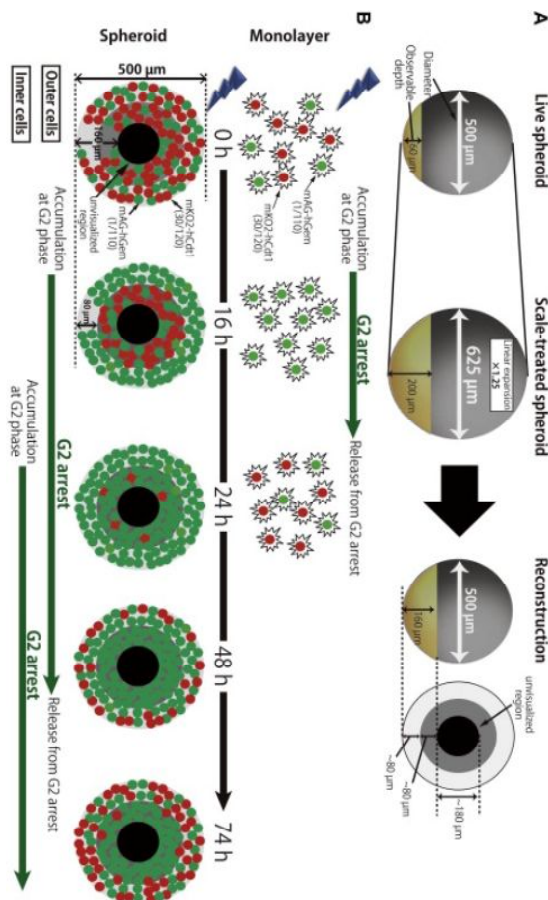 A
Live spheroid
Diameter
Observable
depth
500 µm
60 µm
Scale-treated spheroid
Linear expansion
×1.25
625 µm
200 µm
Reconstruction
500 µm
160 µm
unvisualized
region
~80 µm
~80 µm
~180 µm
B
Monolayer
mAG-hGem
(1/110)
mKO2-hCdt1
(30/120)
Accumulation
at G2 phase
G2 arrest
Release from G2 arrest
0 h
16 h
24 h
48 h
74 h
Spheroid
500 µm
160 µm
mKO2-hCdt1
(30/120)
mAG-hGem
(1/110)
unvisualized
region
80 µm
Outer cells
Accumulation
at G2 phase
G2 arrest
Release from G2 arrest
Inner cells
Accumulation
at G2 phase
G2 arrest